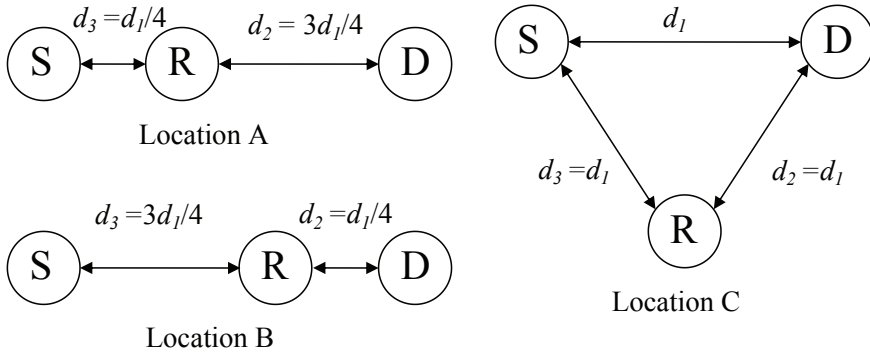 d₃ =d₁/4
d₂ = 3d₁/4
S
R
D
Location A
d₃ =3d₁/4
d₂ =d₁/4
S
R
D
Location B
S
d₁
D
d₃ =d₁
d₂ =d₁
R
Location C